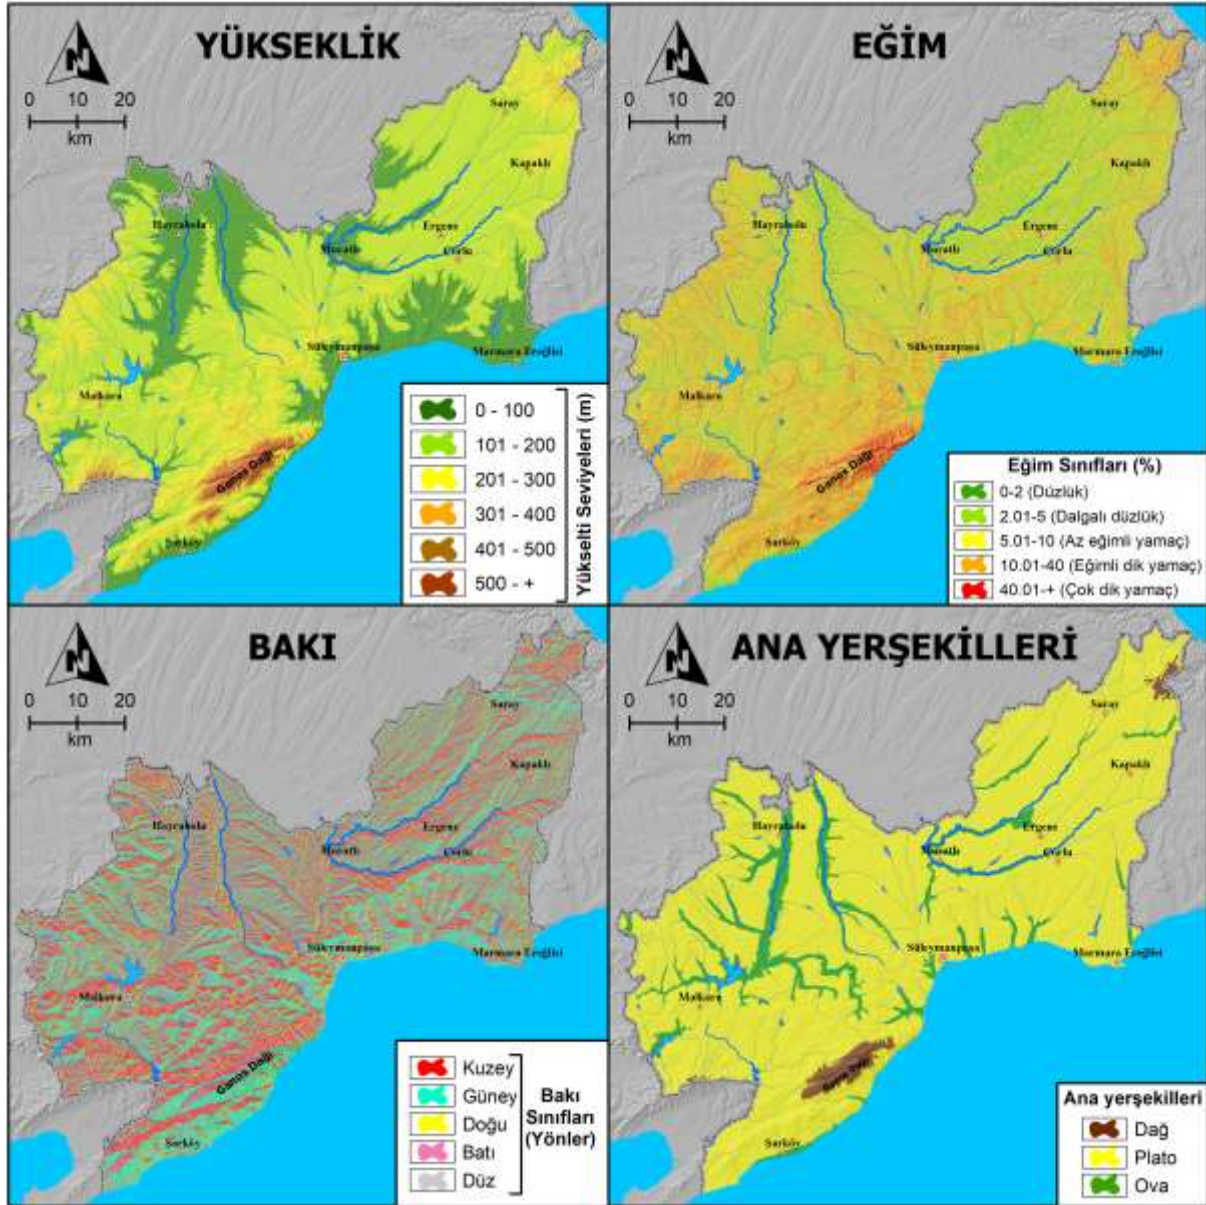 YÜKSEKLİK
N
0 10 20
km
Saray
Kapaklı
Hayrabolu
Ergene
Muratlı
Çorlu
Süleymanpaşa
Marmara Ereğlisi
Malkara
Ganos Dağı
Şarköy
0 - 100
101 - 200
201 - 300
301 - 400
401 - 500
500 - +
Yükselti Seviyeleri (m)
EĞİM
N
0 10 20
km
Saray
Kapaklı
Hayrabolu
Ergene
Muratlı
Çorlu
Süleymanpaşa
Marmara Ereğlisi
Malkara
Ganos Dağı
Şarköy
Eğim Sınıfları (%)
0-2 (Düzlük)
2.01-5 (Dalgalı düzlük)
5.01-10 (Az eğimli yamaç)
10.01-40 (Eğimli dik yamaç)
40.01-+ (Çok dik yamaç)
BAKI
N
0 10 20
km
Saray
Kapaklı
Hayrabolu
Ergene
Muratlı
Çorlu
Süleymanpaşa
Marmara Ereğlisi
Malkara
Ganos Dağı
Şarköy
Kuzey
Güney
Doğu
Batı
Düz
Bakı
Sınıfları
(Yönler)
ANA YERŞEKİLLERİ
N
0 10 20
km
Saray
Kapaklı
Hayrabolu
Ergene
Muratlı
Çorlu
Süleymanpaşa
Marmara Ereğlisi
Malkara
Ganos Dağı
Şarköy
Ana yerşekilleri
Dağ
Plato
Ova